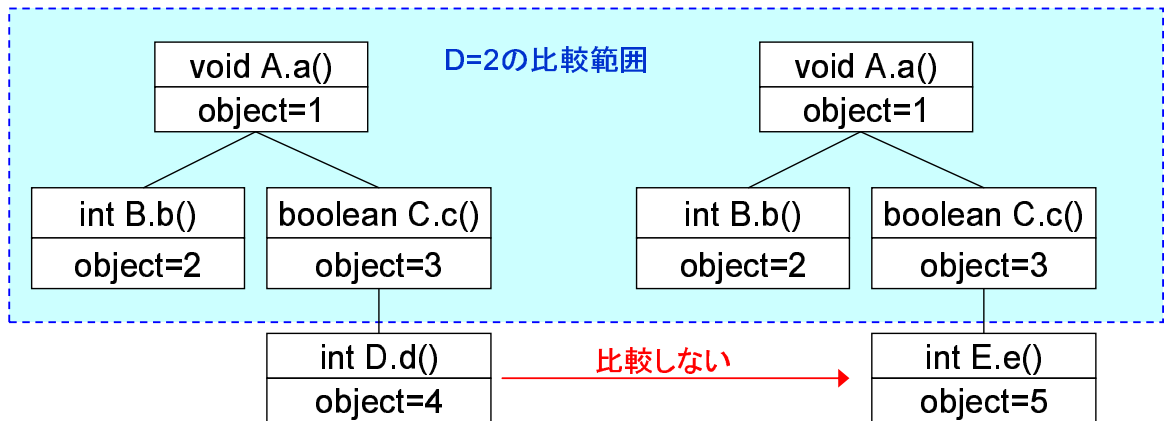 D=2の比較範囲
void A.a()
object=1
int B.b()
object=2
boolean C.c()
object=3
int D.d()
object=4
比較しない
void A.a()
object=1
int B.b()
object=2
boolean C.c()
object=3
int E.e()
object=5